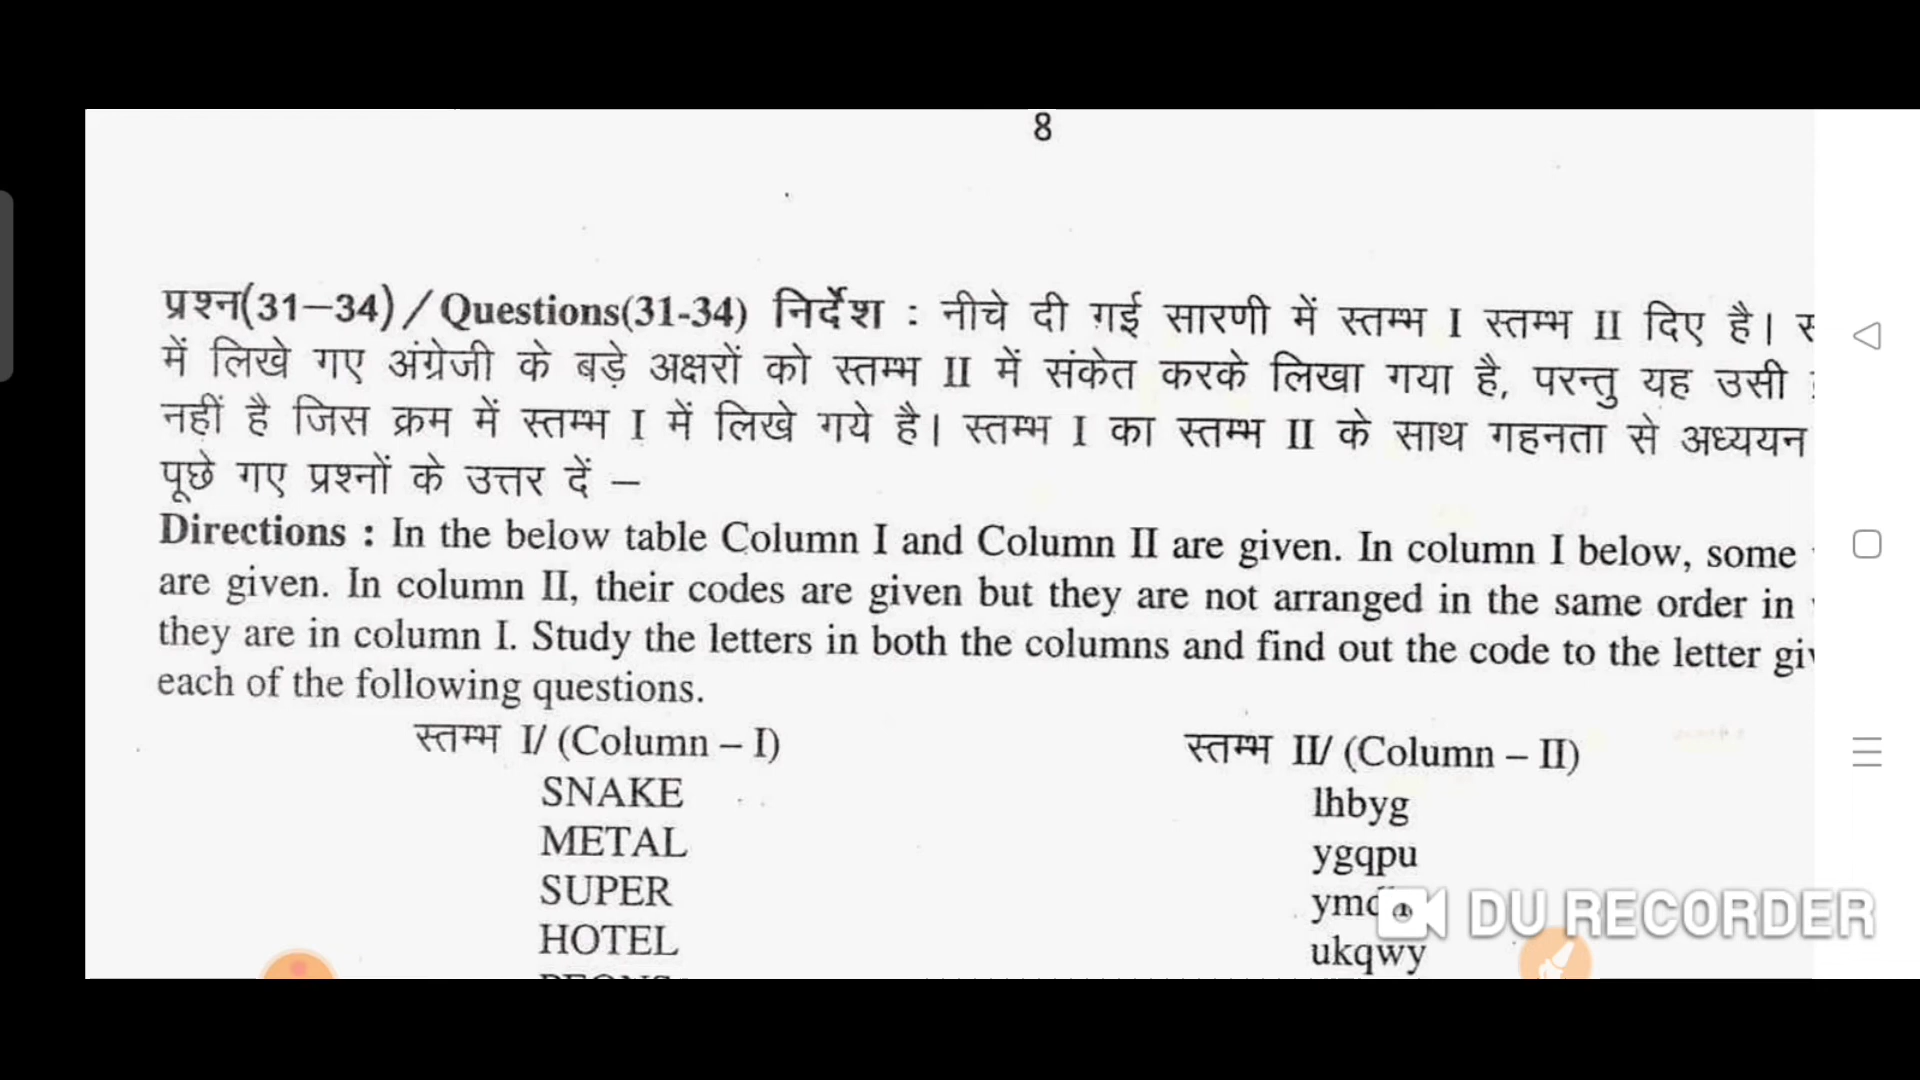 8
प्रश्न(31–34)/Questions(31-34) निर्देश : नीचे दी ग़ई सारणी में स्तम्भ I स्तम्भ II दिए है।
में लिखे गए अंग्रेजी के बड़े अक्षरों को स्तम्भ II में संकेत करके लिखा गया है, परन्तु यह उसी
नहीं है जिस क्रम में स्तम्भ I में लिखे गये है। स्तम्भ I का स्तम्भ II के साथ गहनता से अध्ययन
पूछे गए प्रश्नों के उत्तर दें –
Directions : In the below table Column I and Column II are given. In column I below, some
are given. In column II, their codes are given but they are not arranged in the same order in
they are in column I. Study the letters in both the columns and find out the code to the letter
each of the following questions.
स्तम्भ I/ (Column – I) स्तम्भ II/ (Column – II)
SNAKE lhbyg
METAL ygqpu
SUPER
HOTEL ukqwy
DU RECORDER